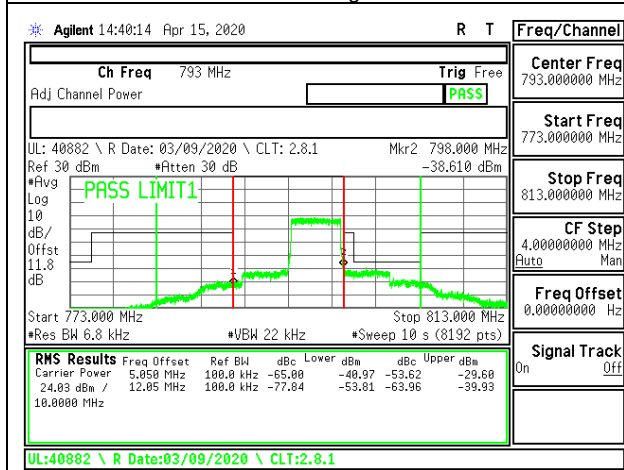 Agilent 14:40:14 Apr 15, 2020 R T
Freq/Channel
Ch Freq 793 MHz Trig Free
Adj Channel Power PASS
Center Freq
793.000000 MHz
Start Freq
773.000000 MHz
Stop Freq
813.000000 MHz
CF Step
4.00000000 MHz
Auto Man
Freq Offset
0.00000000 Hz
Signal Track
On Off
UL: 40882 \ R Date: 03/09/2020 \ CLT: 2.8.1 Mkr2 798.000 MHz
Ref 30 dBm #Atten 30 dB -38.610 dBm
#Avg
Log
10
dB/
Offst
11.8
dB
PASS LIMIT1
Start 773.000 MHz Stop 813.000 MHz
#Res BW 6.8 kHz #VBW 22 kHz #Sweep 10 s (8192 pts)
RMS Results Freq Offset Ref BW dBc Lower dBm dBc Upper dBm
Carrier Power 5.050 MHz 100.0 kHz -65.00 -40.97 -53.62 -29.60
24.03 dBm / 12.05 MHz 100.0 kHz -77.84 -53.81 -63.96 -39.93
10.0000 MHz
UL:40882 \ R Date:03/09/2020 \ CLT:2.8.1